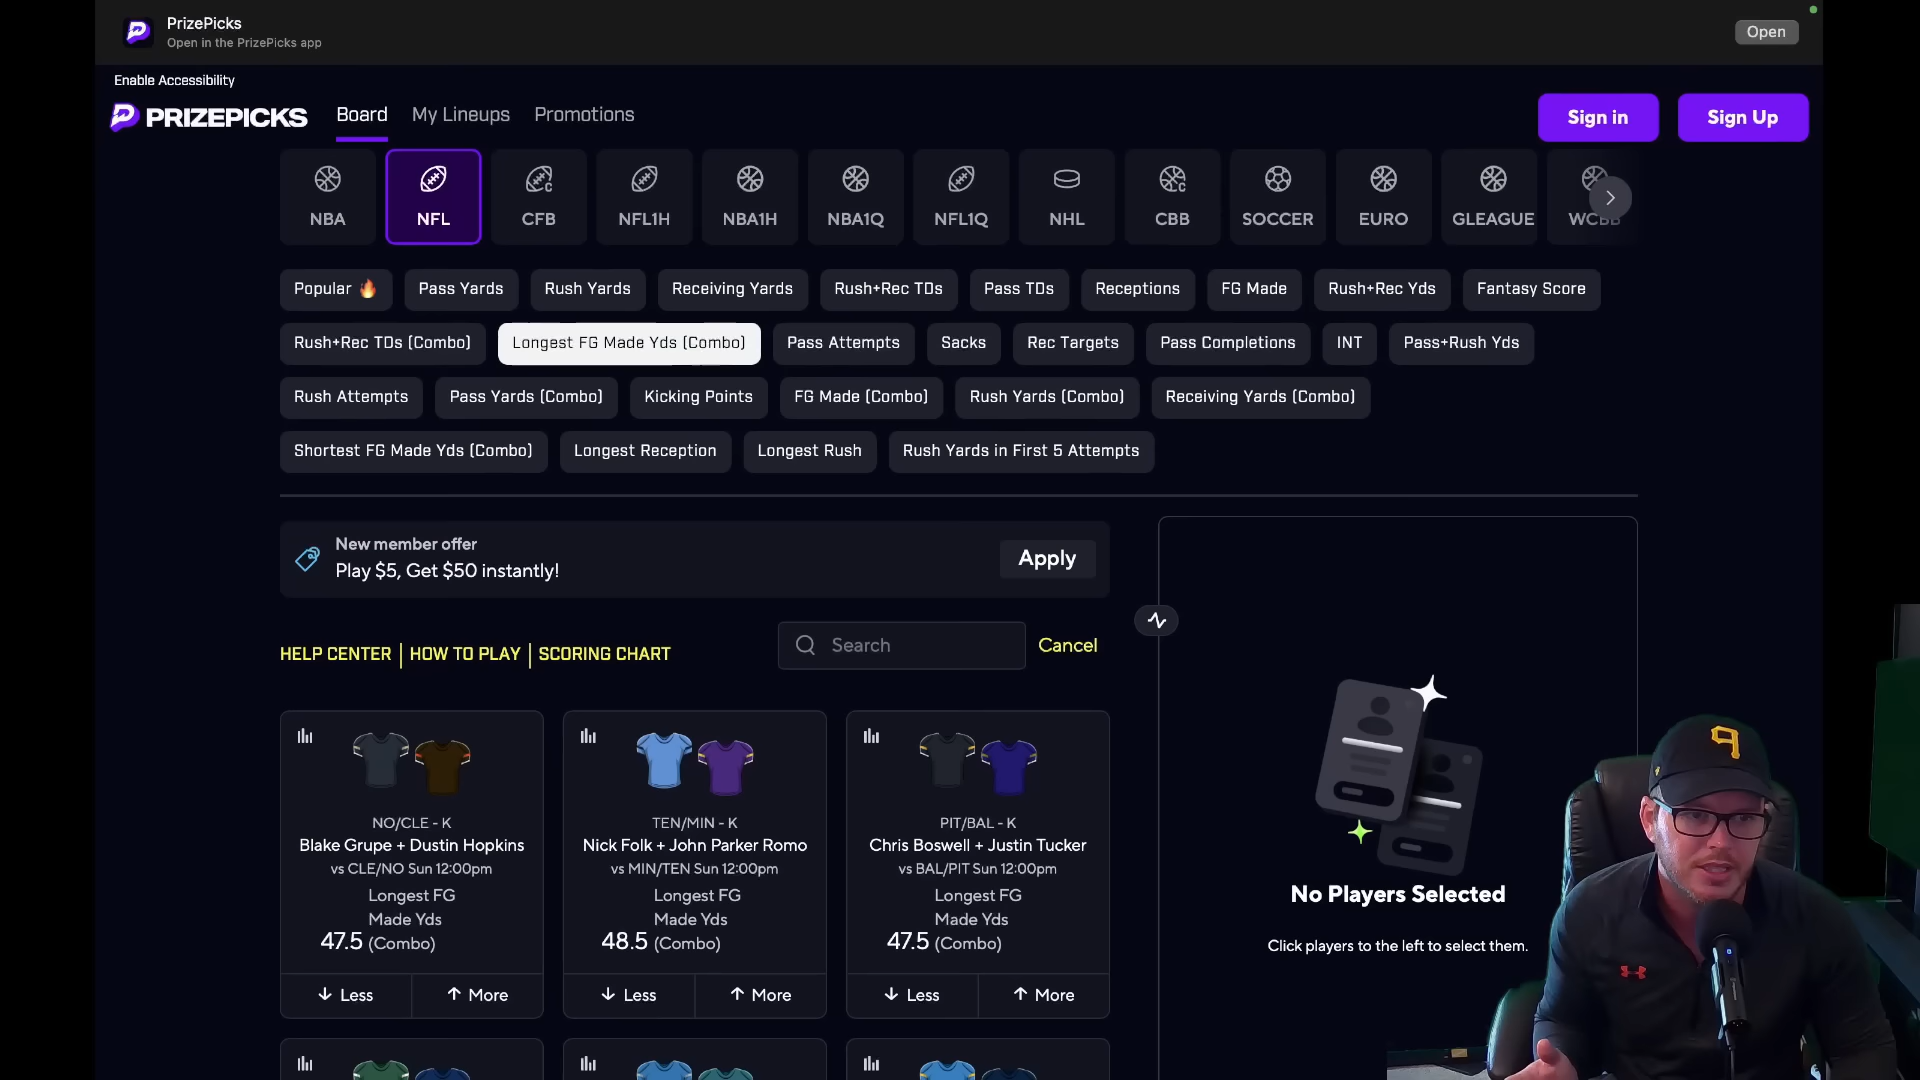 PrizePicks
Open in the PrizePicks app
Open
Enable Accessibility
PRIZEPICKS
Board
My Lineups
Promotions
Sign in
Sign Up
NBA
NFL
CFB
NFL1H
NBA1H
NBA1Q
NFL1Q
NHL
CBB
SOCCER
EURO
GLEAGUE
WCBB
Popular 🔥
Pass Yards
Rush Yards
Receiving Yards
Rush+Rec TDs
Pass TDs
Receptions
FG Made
Rush+Rec Yds
Fantasy Score
Rush+Rec TDs (Combo)
Longest FG Made Yds (Combo)
Pass Attempts
Sacks
Rec Targets
Pass Completions
INT
Pass+Rush Yds
Rush Attempts
Pass Yards (Combo)
Kicking Points
FG Made (Combo)
Rush Yards (Combo)
Receiving Yards (Combo)
Shortest FG Made Yds (Combo)
Longest Reception
Longest Rush
Rush Yards in First 5 Attempts
New member offer
Play $5, Get $50 instantly!
Apply
HELP CENTER
HOW TO PLAY
SCORING CHART
Search
Cancel
NO/CLE - K
Blake Grupe + Dustin Hopkins
vs CLE/NO Sun 12:00pm
Longest FG
Made Yds
47.5 (Combo)
Less
More
TEN/MIN - K
Nick Folk + John Parker Romo
vs MIN/TEN Sun 12:00pm
Longest FG
Made Yds
48.5 (Combo)
Less
More
PIT/BAL - K
Chris Boswell + Justin Tucker
vs BAL/PIT Sun 12:00pm
Longest FG
Made Yds
47.5 (Combo)
Less
More
No Players Selected
Click players to the left to select them.